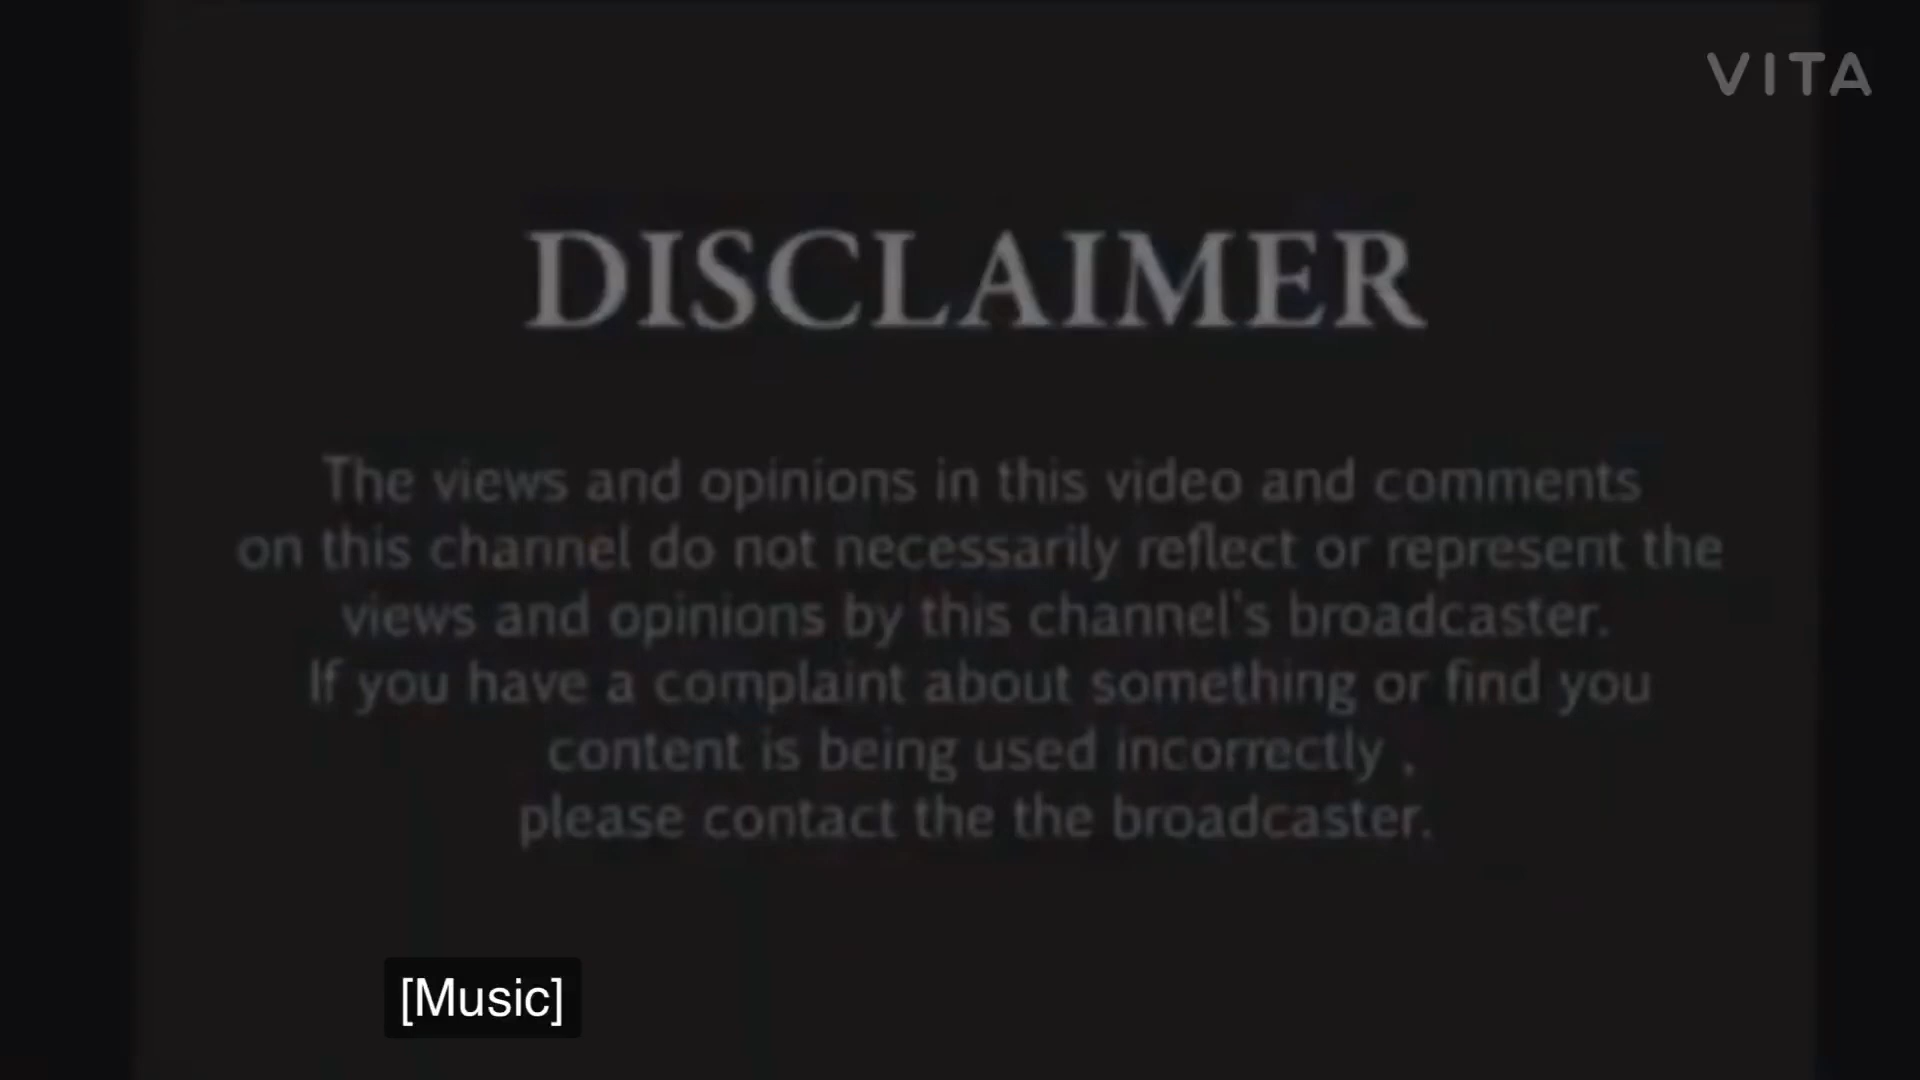 VITA
DISCLAIMER
The views and opinions in this video and comments
on this channel do not necessarily reflect or represent the
views and opinions by this channel's broadcaster.
If you have a complaint about something or find you
content is being used incorrectly ,
please contact the the broadcaster.
[Music]